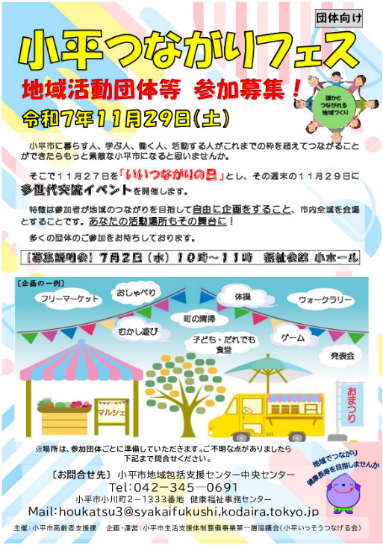 団体向け
小平つながりフェス
地域活動団体等 参加募集！
誰かと
つながれる
地域づくり
令和7年11月29日(土)
小平市に暮らす人、学ぶ人、働く人、活動する人がこれまでの枠を超えてつながること
ができたらもっと素敵な小平市になると思いませんか。
そこで11月27日を「いいつながりの日」とし、その週末の11月29日に
多世代交流イベントを開催します。
特徴は参加者が地域のつながりを目指して自由に企画をすること、市内全域を会場
とすることです。あなたの活動場所もその舞台に！
多くの団体のご参加をお待ちしております。
【募集説明会】7月2日（水）10時～11時 福祉会館 小ホール
〔企画の一例〕
フリーマーケット
おしゃべり
体操
ウォークラリー
町の清掃
むかし遊び
子ども・だれでも
食堂
ゲーム
発表会
マルシェ
おまつり
※場所は、参加団体ごとに準備していただきます。ご不明な点がありましたら
下記まで問合せください。
〔お問合せ先〕小平市地域包括支援センター中央センター
Tel:042-345-0691
小平市小川町2-1333番地 健康福祉事務センター
Mail:houkatsu3@syakaifukushi.kodaira.tokyo.jp
地域でつながり
健康長寿を目指しませんか
主催：小平市高齢者支援課 企画・運営：小平市生活支援体制整備事業第一層協議会(小平いっそうつなげる会)